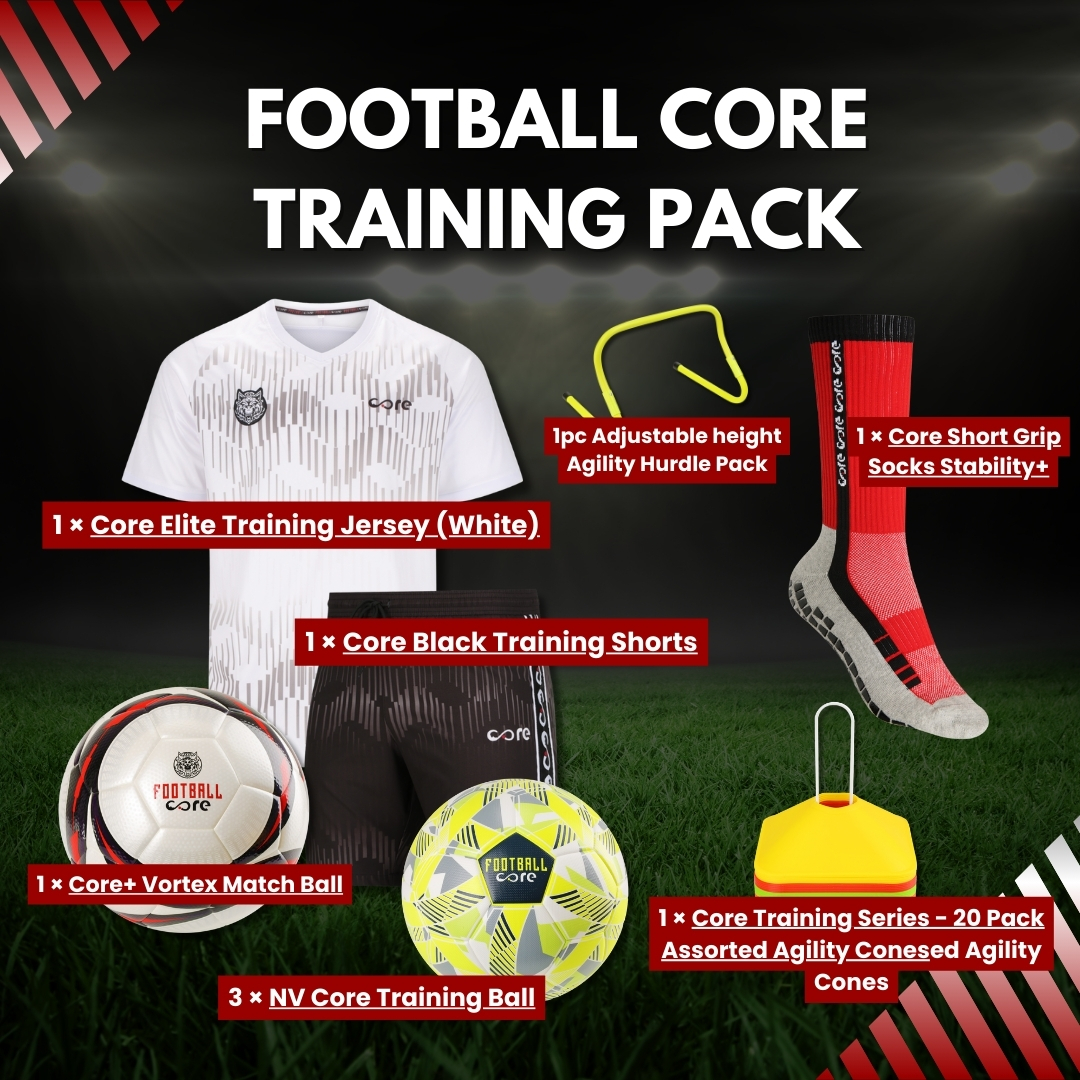 FOOTBALL CORE
TRAINING PACK
core
1pc Adjustable height
Agility Hurdle Pack
core core core core
1 × Core Short Grip
Socks Stability+
1 × Core Elite Training Jersey (White)
1 × Core Black Training Shorts
core
FOOTBALL
core
1 × Core+ Vortex Match Ball
FOOTBALL
core
3 × NV Core Training Ball
1 × Core Training Series - 20 Pack
Assorted Agility Conesed Agility
Cones